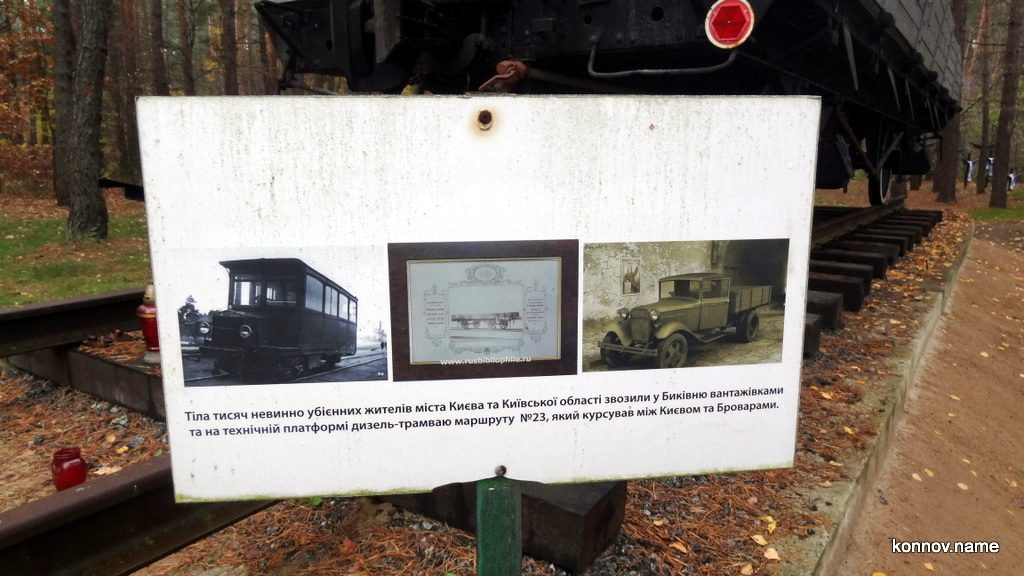 www.rusbibliophile.ru
Тіла тисяч невинно убієнних жителів міста Києва та Київської області звозили у Биківню вантажівками
та на технічній платформі дизель-трамваю маршруту №23, який курсував між Києвом та Броварами.
konnov.name